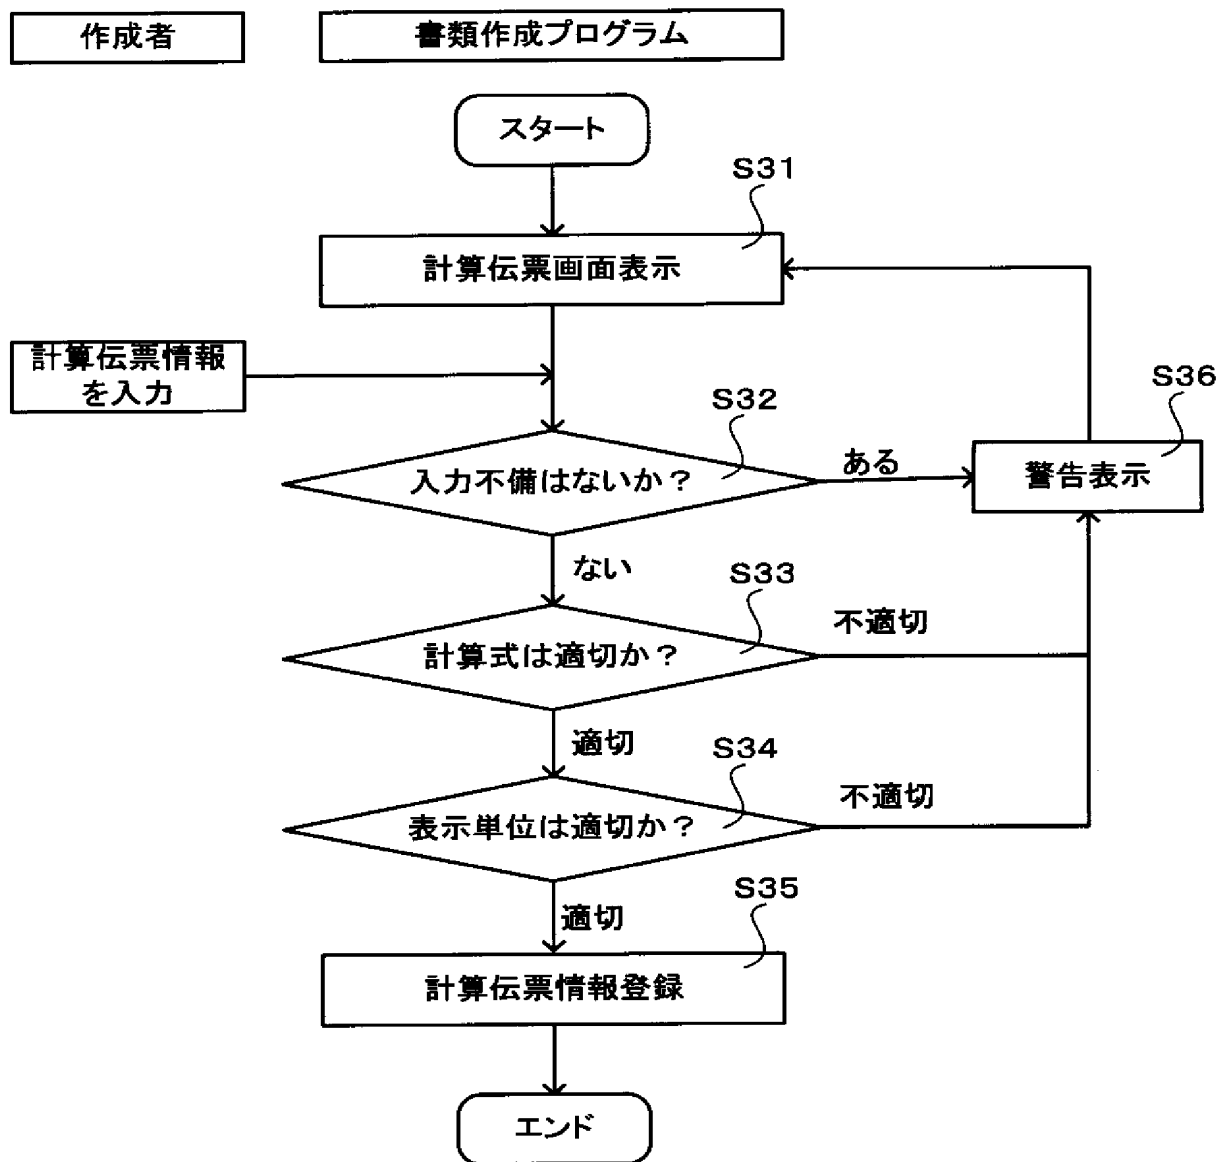 作成者
書類作成プログラム
スタート
S31
計算伝票画面表示
計算伝票情報
を入力
S32
S36
入力不備はないか？
ある
警告表示
ない
S33
不適切
計算式は適切か？
適切
S34
不適切
表示単位は適切か？
S35
適切
計算伝票情報登録
エンド